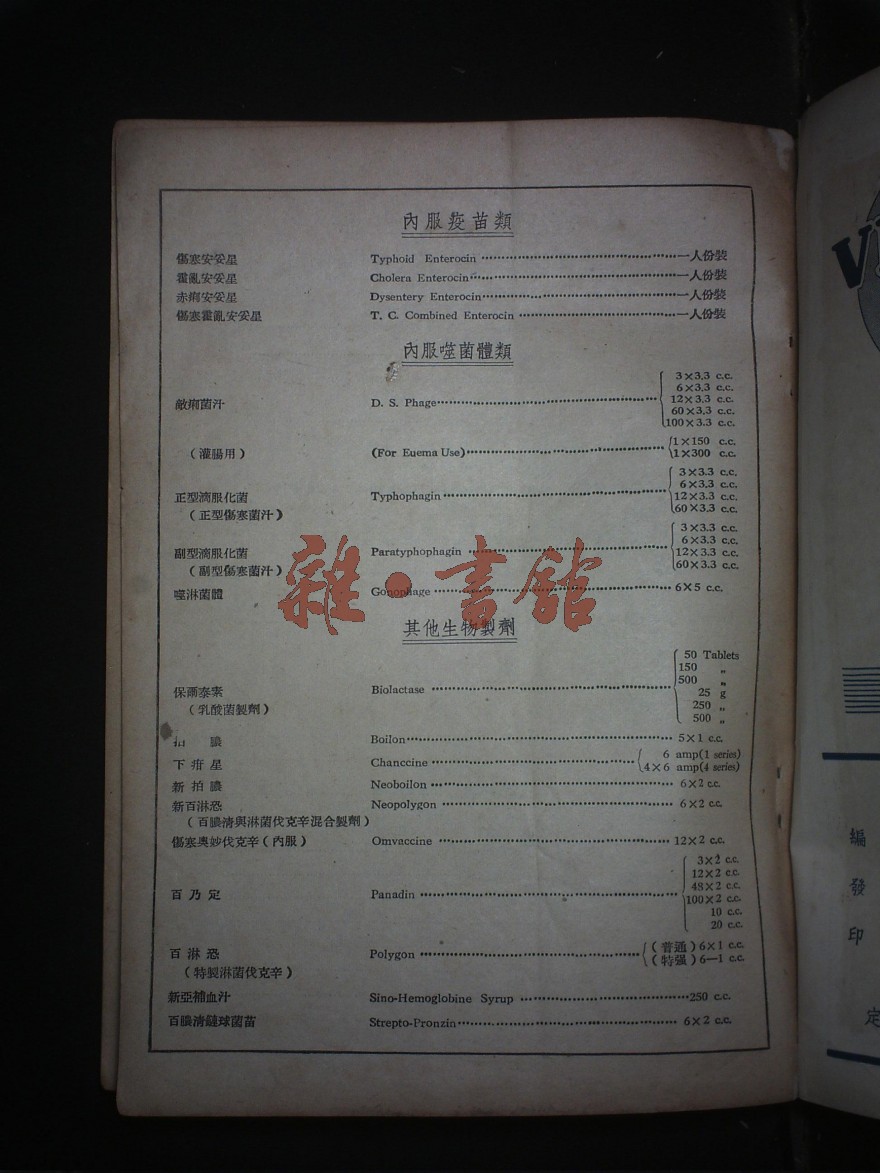 內服疫苗類
傷寒安妥星 Typhoid Enterocin 一人份裝
霍亂安妥星 Cholera Enterocin 一人份裝
赤痢安妥星 Dysentery Enterocin 一人份裝
傷寒霍亂安妥星 T. C. Combined Enterocin 一人份裝
內服噬菌體類
敵痢菌汁 D. S. Phage
3×3.3 c.c.
6×3.3 c.c.
12×3.3 c.c.
60×3.3 c.c.
100×3.3 c.c.
（灌腸用） (For Euema Use)
1×150 c.c.
1×300 c.c.
正型滴服化菌 Typhophagin
（正型傷寒菌汁）
3×3.3 c.c.
6×3.3 c.c.
12×3.3 c.c.
60×3.3 c.c.
副型滴服化菌 Paratyphophagin
（副型傷寒菌汁）
3×3.3 c.c.
6×3.3 c.c.
12×3.3 c.c.
60×3.3 c.c.
噬淋菌體 Gonophage 6×5 c.c.
雜·書館
其他生物製劑
保爾泰素 Biolactase
（乳酸菌製劑）
50 Tablets
150 〃
500 〃
25 g
250 〃
500 〃
拍膿 Boilon 5×1 c.c.
下疳星 Chanccine
6 amp(1 series)
4×6 amp(4 series)
新拍膿 Neoboilon 6×2 c.c.
新百淋恐 Neopolygon 6×2 c.c.
（百膿清與淋菌伐克辛混合製劑）
傷寒奧妙伐克辛（內服） Omvaccine 12×2 c.c.
百乃定 Panadin
3×2 c.c.
12×2 c.c.
48×2 c.c.
100×2 c.c.
10 c.c.
20 c.c.
百淋恐 Polygon
（特製淋菌伐克辛）
（普通）6×1 c.c.
（特强）6—1 c.c.
新亞補血汁 Sino-Hemoglobine Syrup 250 c.c.
百膿清鏈球菌苗 Strepto-Pronzin 6×2 c.c.
編
發
印
定